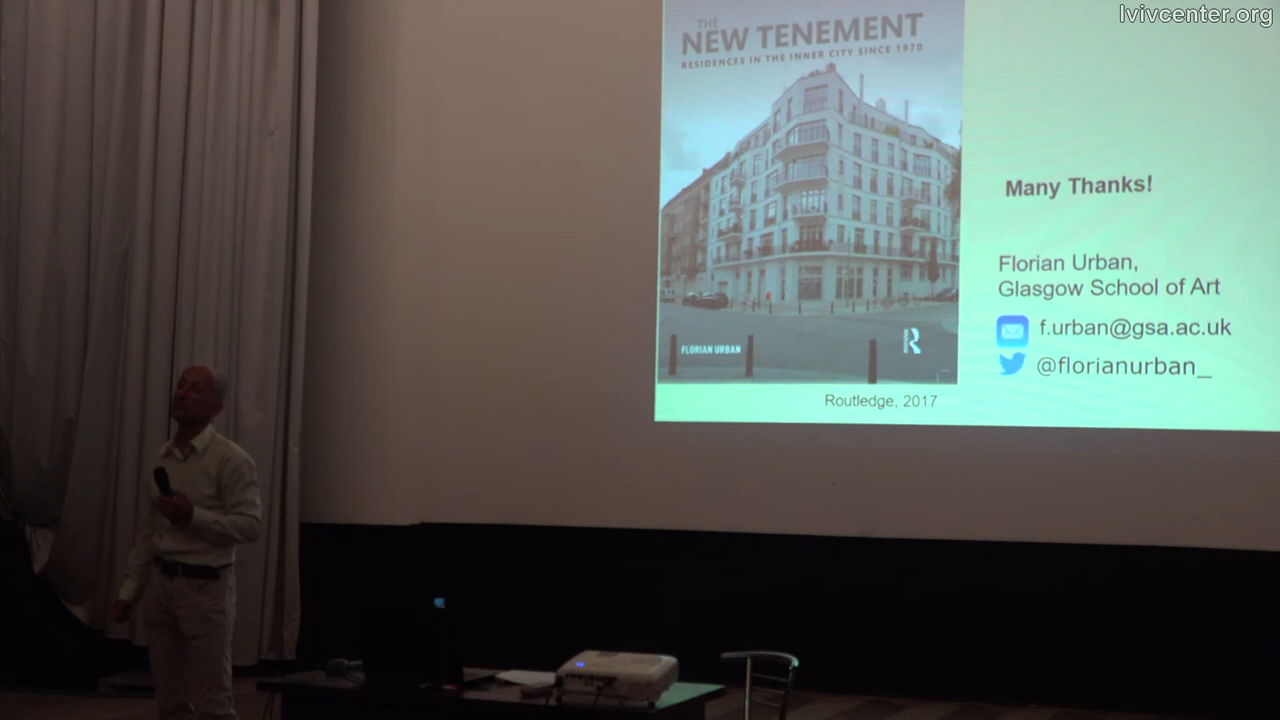 lvivcenter.org
THE
NEW TENEMENT
RESIDENCES IN THE INNER CITY SINCE 1970
FLORIAN URBAN
R
Routledge, 2017
Many Thanks!
Florian Urban,
Glasgow School of Art
f.urban@gsa.ac.uk
@florianurban_